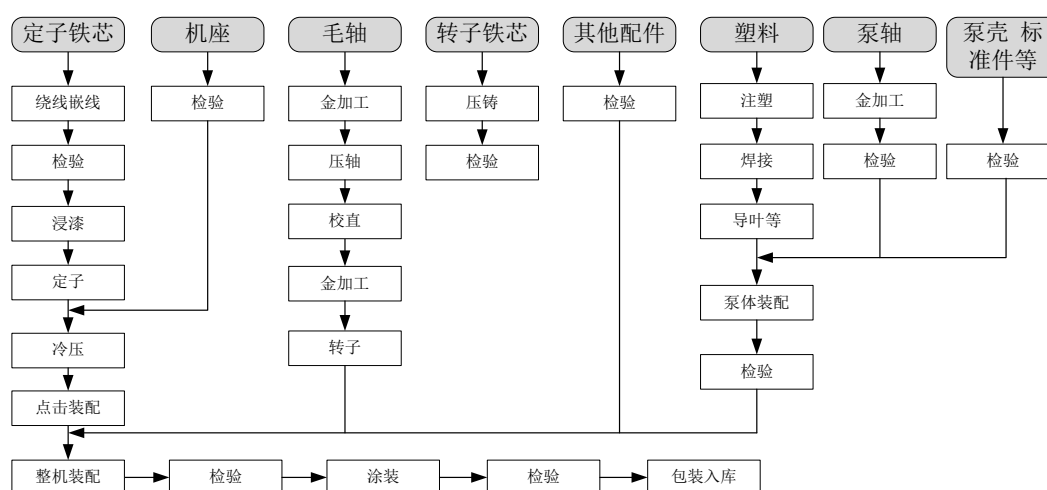 定子铁芯
机座
毛轴
转子铁芯
其他配件
塑料
泵轴
泵壳 标
准件等
绕线嵌线
检验
金加工
压铸
检验
注塑
金加工
检验
压轴
检验
焊接
检验
检验
浸漆
校直
导叶等
定子
金加工
泵体装配
冷压
转子
检验
点击装配
整机装配
检验
涂装
检验
包装入库